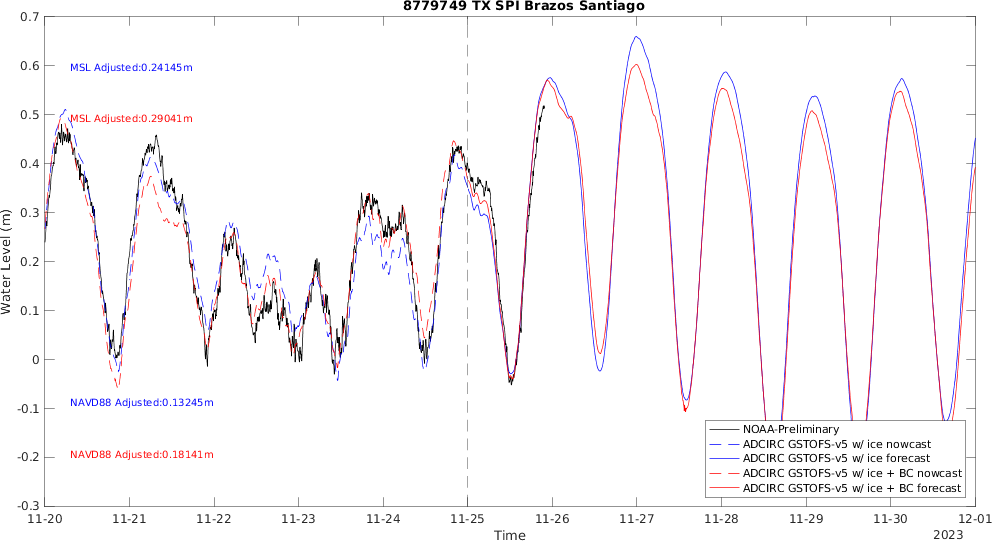 8779749 TX SPI Brazos Santiago
0.7
0.6
0.5
0.4
0.3
0.2
0.1
0
-0.1
-0.2
-0.3
Water Level (m)
MSL Adjusted:0.24145m
MSL Adjusted:0.29041m
NAVD88 Adjusted:0.13245m
NAVD88 Adjusted:0.18141m
NOAA-Preliminary
ADCIRC GSTOFS-v5 w/ ice nowcast
ADCIRC GSTOFS-v5 w/ ice forecast
ADCIRC GSTOFS-v5 w/ ice + BC nowcast
ADCIRC GSTOFS-v5 w/ ice + BC forecast
11-20 11-21 11-22 11-23 11-24 11-25 11-26 11-27 11-28 11-29 11-30 12-01
Time
2023